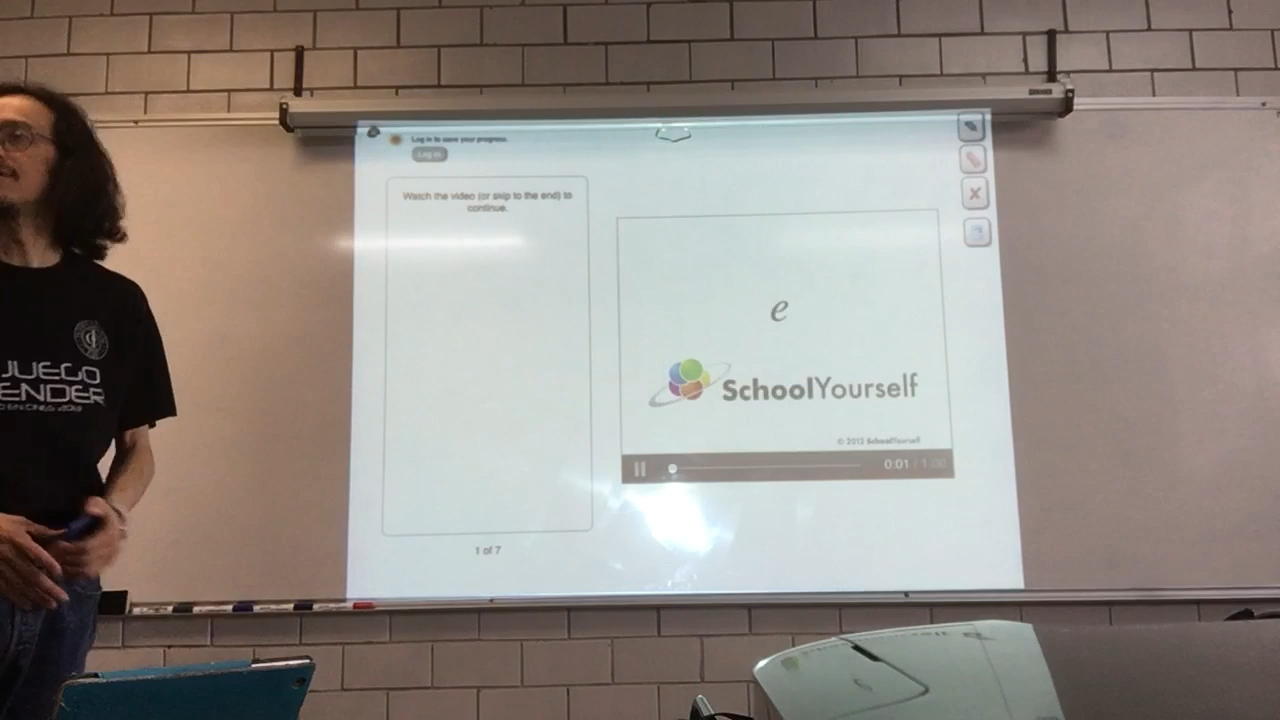 Log in to save your progress.
Log in
Watch the video (or skip to the end) to
continue.
e
SchoolYourself
© 2012 SchoolYourself
0:01 / 1:00
1 of 7
JUEGO
ENDER